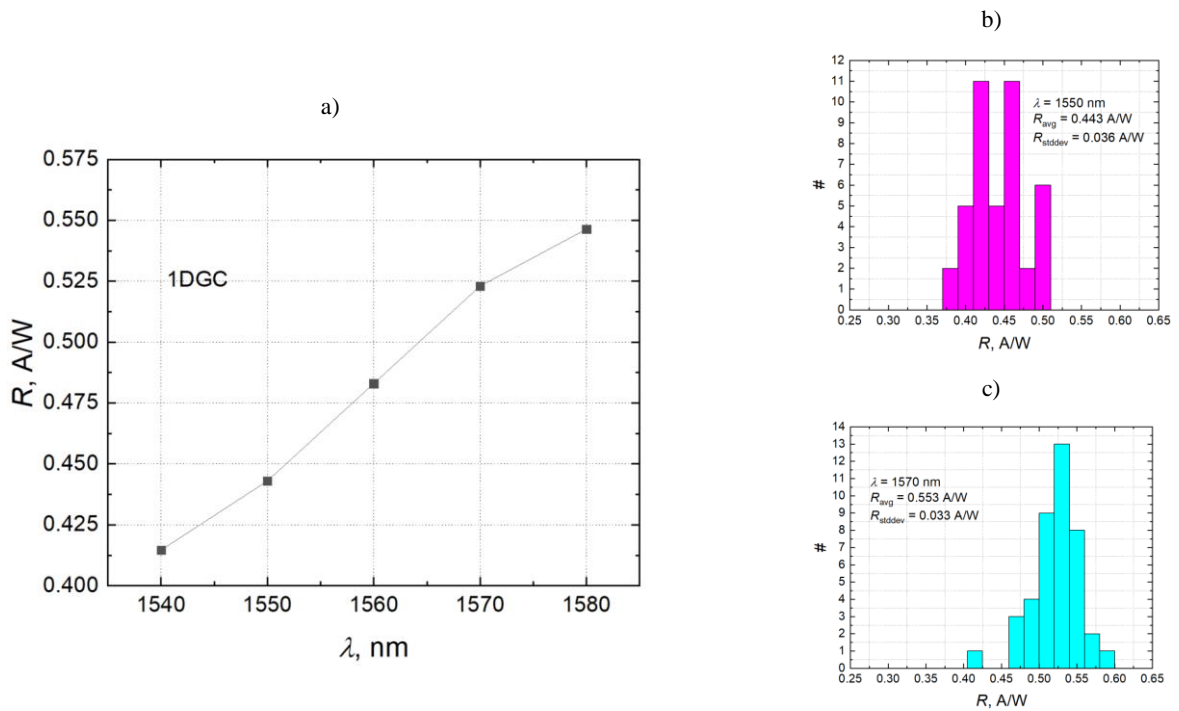 a)
0.575
0.550
0.525
0.500
0.475
0.450
0.425
0.400
R, A/W
1DGC
1540 1550 1560 1570 1580
λ, nm
b)
12
11
10
9
8
7
6
5
4
3
2
1
0
#
λ = 1550 nm
Ravg = 0.443 A/W
Rstddev = 0.036 A/W
0.25 0.30 0.35 0.40 0.45 0.50 0.55 0.60 0.65
R, A/W
c)
14
13
12
11
10
9
8
7
6
5
4
3
2
1
0
#
λ = 1570 nm
Ravg = 0.553 A/W
Rstddev = 0.033 A/W
0.25 0.30 0.35 0.40 0.45 0.50 0.55 0.60 0.65
R, A/W